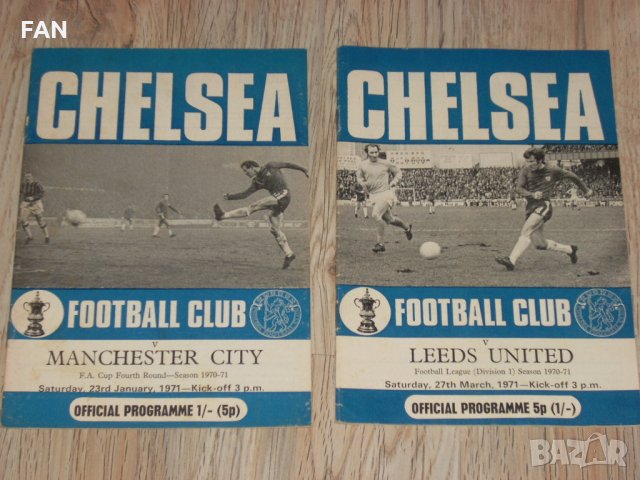 FAN
CHELSEA
FOOTBALL CLUB
v
MANCHESTER CITY
F.A. Cup Fourth Round—Season 1970-71
Saturday, 23rd January, 1971—Kick-off 3 p.m.
OFFICIAL PROGRAMME 1/- (5p)
CHELSEA
FOOTBALL CLUB
v
LEEDS UNITED
Football League (Division 1) Season 1970-71
Saturday, 27th March, 1971—Kick-off 3 p.m.
OFFICIAL PROGRAMME 5p (1/-)
BAZAR